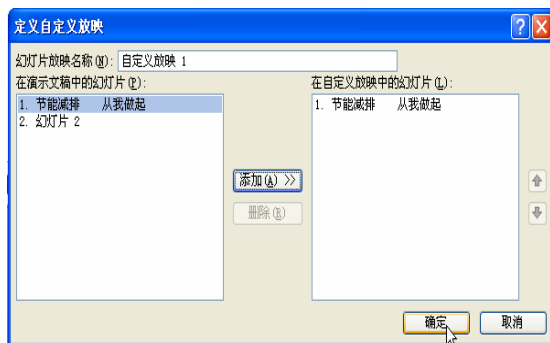 定义自定义放映
幻灯片放映名称(N): 自定义放映 1
在演示文稿中的幻灯片(P):
1. 节能减排 从我做起
2. 幻灯片 2
添加(A) >>
删除(R)
在自定义放映中的幻灯片(L):
1. 节能减排 从我做起
确定
取消